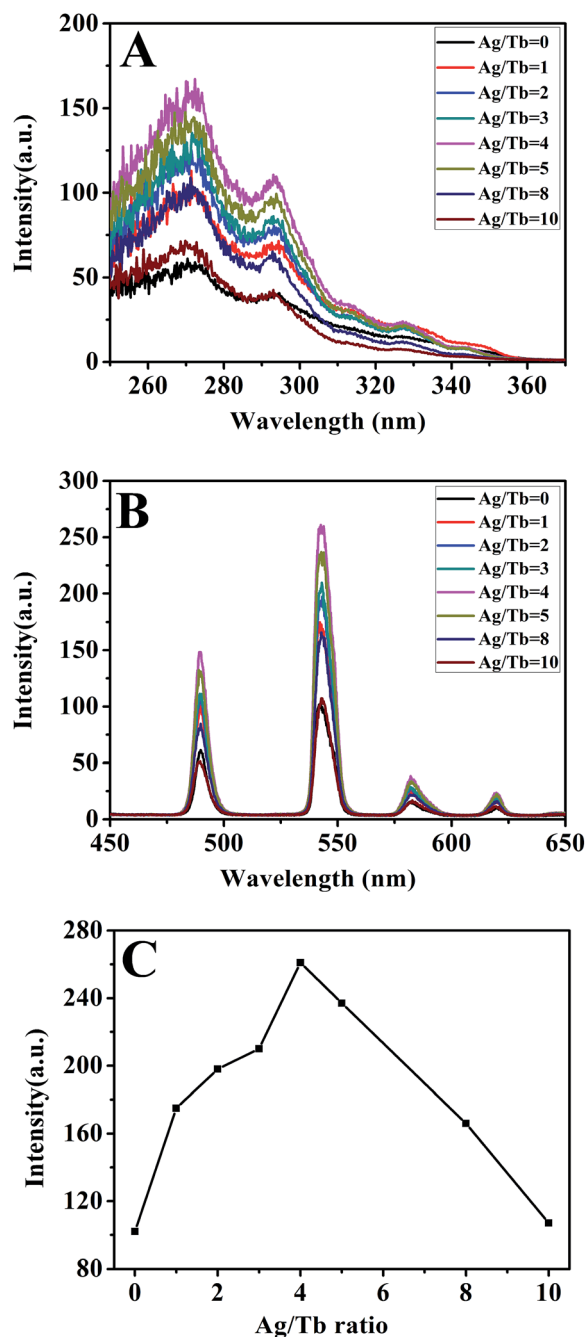 A
200
150
100
50
0
Intensity(a.u.)
Ag/Tb=0
Ag/Tb=1
Ag/Tb=2
Ag/Tb=3
Ag/Tb=4
Ag/Tb=5
Ag/Tb=8
Ag/Tb=10
260 280 300 320 340 360
Wavelength (nm)
B
300
250
200
150
100
50
0
Intensity(a.u.)
Ag/Tb=0
Ag/Tb=1
Ag/Tb=2
Ag/Tb=3
Ag/Tb=4
Ag/Tb=5
Ag/Tb=8
Ag/Tb=10
450 500 550 600 650
Wavelength (nm)
C
280
240
200
160
120
80
Intensity(a.u.)
0 2 4 6 8 10
Ag/Tb ratio